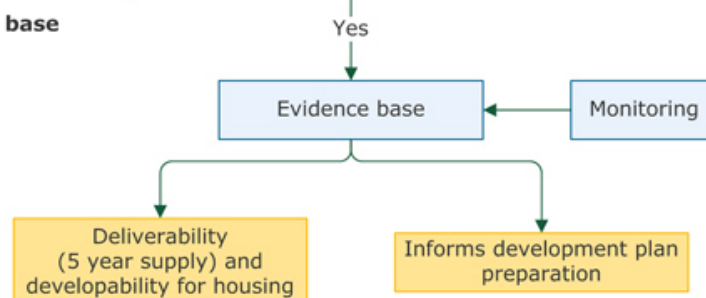 base
Yes
Evidence base
Monitoring
Deliverability
(5 year supply) and
developability for housing
Informs development plan
preparation